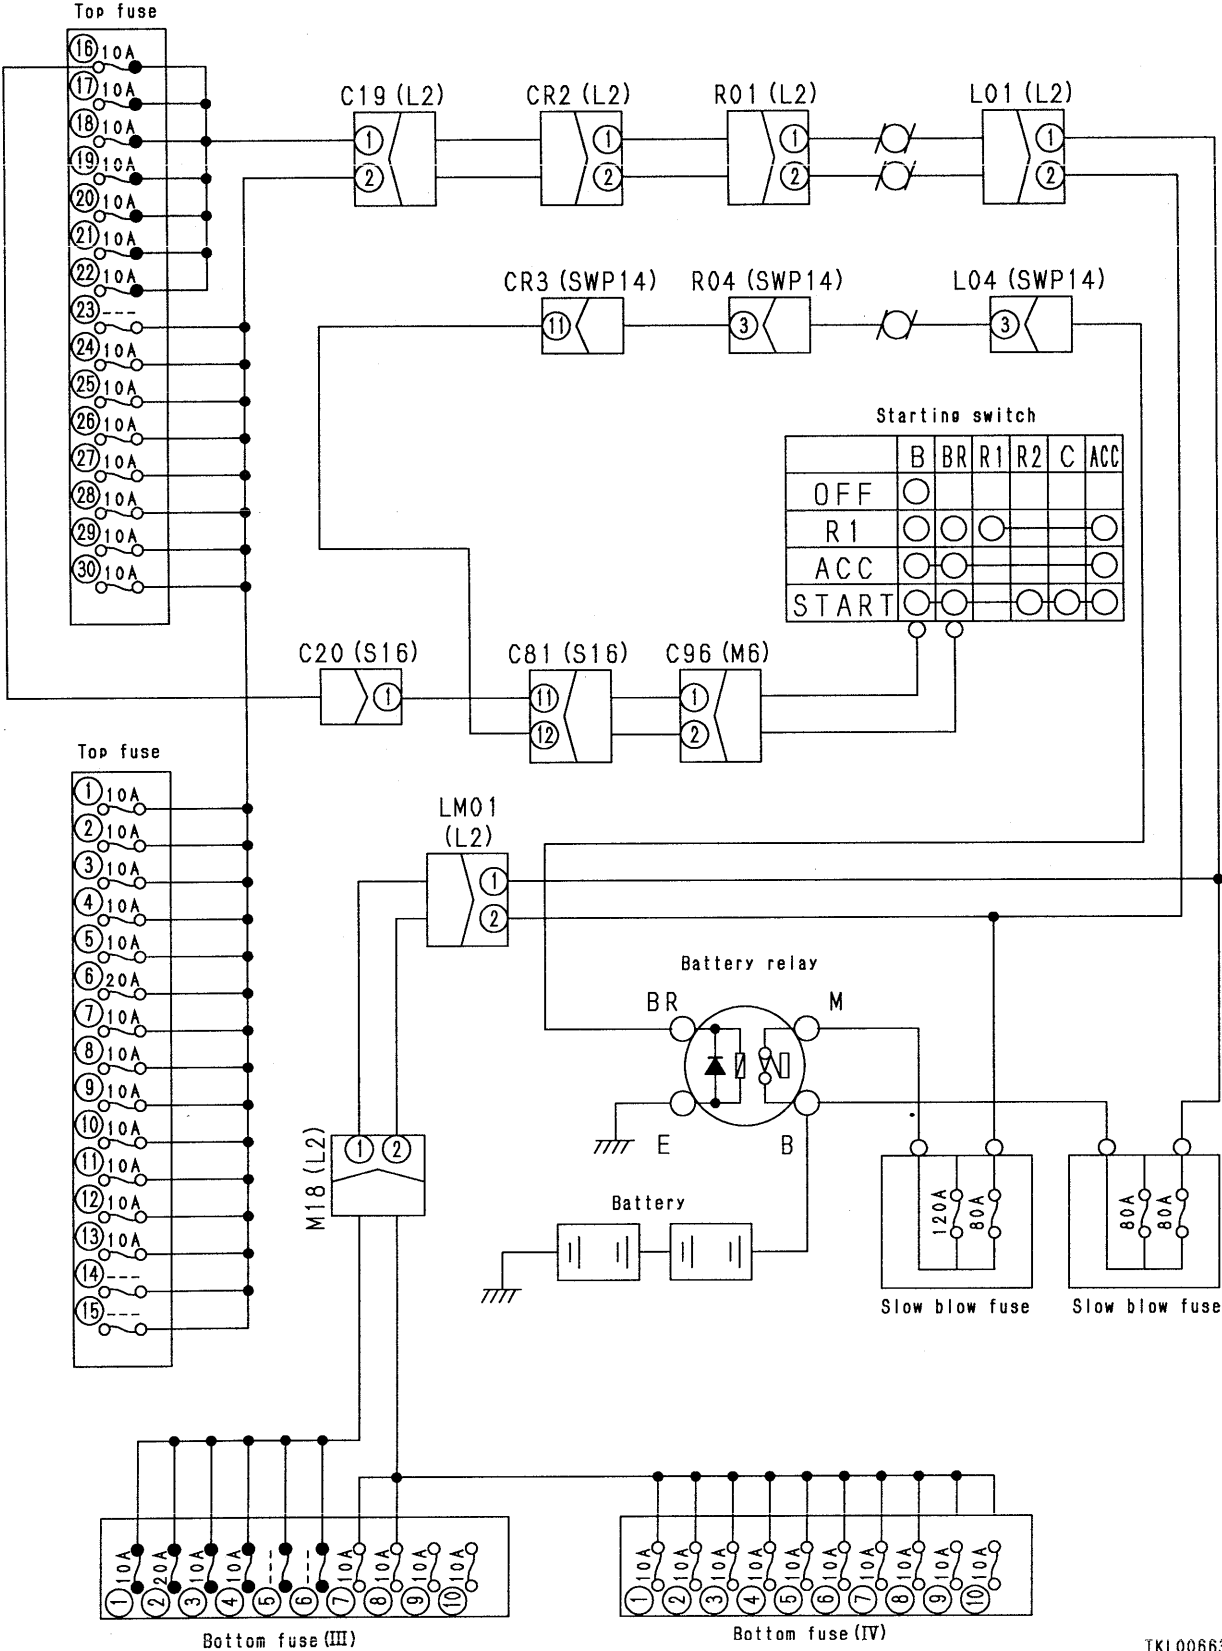 Top fuse
16 10A
17 10A
18 10A
19 10A
20 10A
21 10A
22 10A
23 ---
24 10A
25 10A
26 10A
27 10A
28 10A
29 10A
30 10A
C19 (L2)
1
2
CR2 (L2)
1
2
R01 (L2)
1
2
L01 (L2)
1
2
CR3 (SWP14)
11
R04 (SWP14)
3
L04 (SWP14)
3
Starting switch
B BR R1 R2 C ACC
OFF
R1
ACC
START
C20 (S16)
1
C81 (S16)
11
12
C96 (M6)
1
2
Top fuse
1 10A
2 10A
3 10A
4 10A
5 10A
6 20A
7 10A
8 10A
9 10A
10 10A
11 10A
12 10A
13 10A
14 ---
15 ---
LM01
(L2)
1
2
Battery relay
BR M
E B
M18 (L2)
1 2
Battery
120A 80A
Slow blow fuse
80A 80A
Slow blow fuse
1 10A
2 20A
3 10A
4 10A
5 ---
6 ---
7 10A
8 10A
9 10A
10 10A
Bottom fuse (III)
1 10A
2 10A
3 10A
4 10A
5 10A
6 10A
7 10A
8 10A
9 10A
10 10A
Bottom fuse (IV)